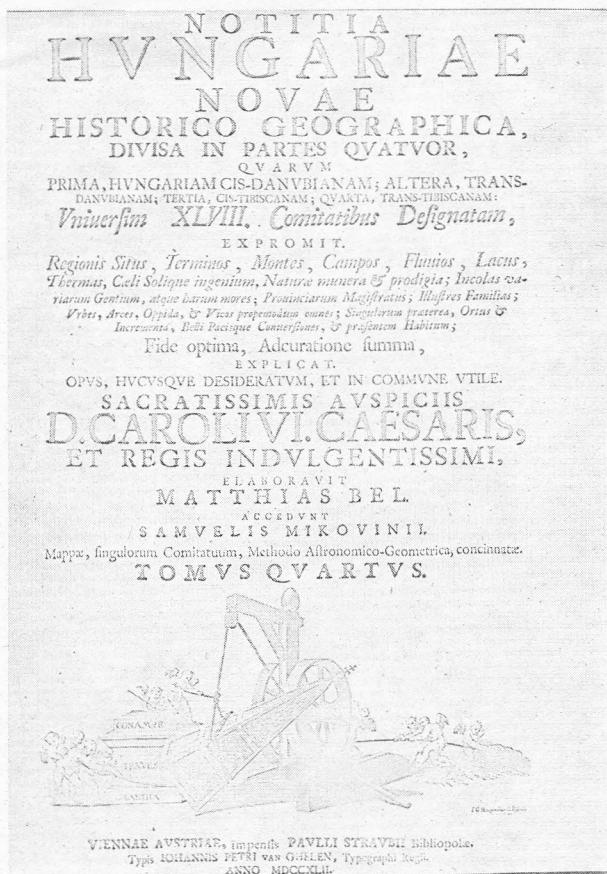 NOTITIA
HVNGARIAE
NOVAE
HISTORICO GEOGRAPHICA,
DIVISA IN PARTES QVATVOR,
QVARVM
PRIMA, HVNGARIAM CIS-DANVBIANAM; ALTERA, TRANS-
DANVBIANAM; TERTIA, CIS-TIBISCANAM; QVARTA, TRANS-TIBISCANAM:
Vniuerſim XLVIII. Comitatibus Deſignatam,
EXPROMIT.
Regionis Situs, Terminos, Montes, Campos, Fluuios, Lacus,
Thermas, Cæli Solique ingenium, Naturæ munera & prodigia; Incolas va-
riarum Gentium, atque harum mores; Prouinciarum Magiſtratus; Illuſtres Familias;
Vrbes, Arces, Oppida, & Vicos propemodum omnes; Singulorum præterea, Ortus &
Incrementa, Belli Pacisque Conuerſiones, & præſentem Habitum;
Fide optima, Adcuratione ſumma,
EXPLICAT.
OPVS, HVCVSQVE DESIDERATVM, ET IN COMMVNE VTILE.
SACRATISSIMIS AVSPICIIS
D. CAROLI VI. CAESARIS,
ET REGIS INDVLGENTISSIMI,
ELABORAVIT
MATTHIAS BEL.
ACCEDVNT
SAMVELIS MIKOVINII.
Mappæ, ſingulorum Comitatuum, Methodo Aſtronomico-Geometrica, concinnatæ.
TOMVS QVARTVS.
VIENNAE AVSTRIAE, Impenſis PAVLLI STRAVBII Bibliopolæ.
Typis IOHANNIS PETRI VAN GHELEN, Typographi Regii.
ANNO MDCCXLII.